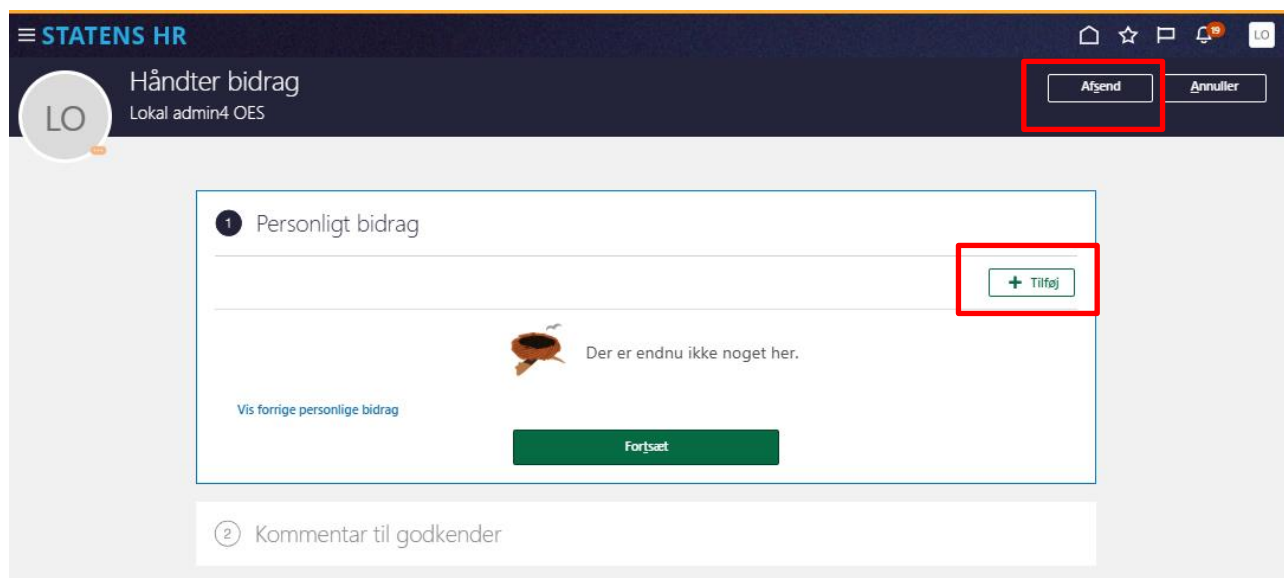 STATENS HR
19
LO
Håndter bidrag
Lokal admin4 OES
LO
Afsend
Annuller
1 Personligt bidrag
+ Tilføj
Der er endnu ikke noget her.
Vis forrige personlige bidrag
Fortsæt
2 Kommentar til godkender